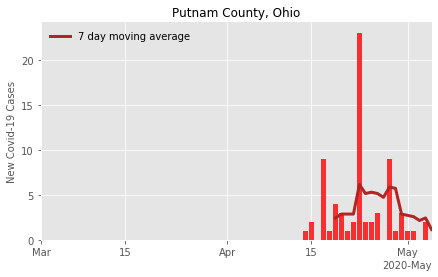 Putnam County, Ohio
7 day moving average
New Covid-19 Cases
20
15
10
5
0
Mar 15 Apr 15 May
2020-May